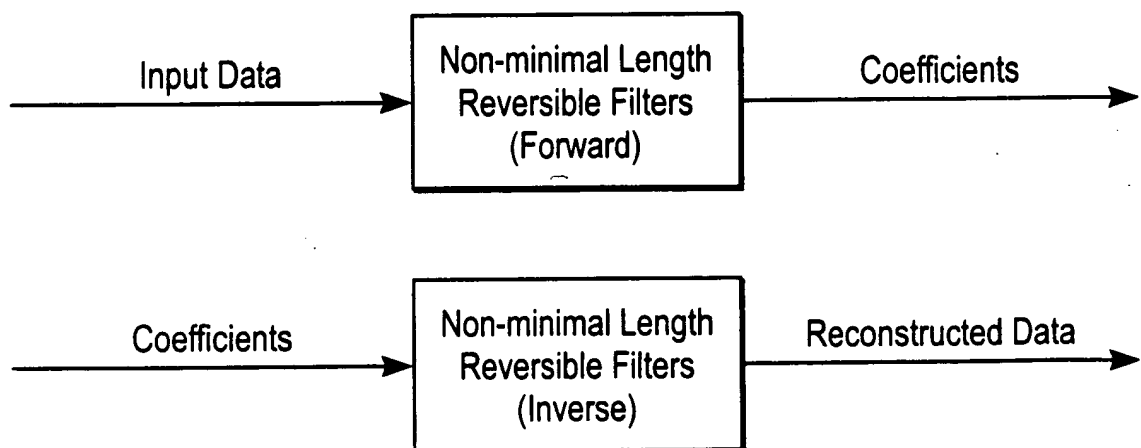 Input Data
Non-minimal Length
Reversible Filters
(Forward)
Coefficients
Coefficients
Non-minimal Length
Reversible Filters
(Inverse)
Reconstructed Data